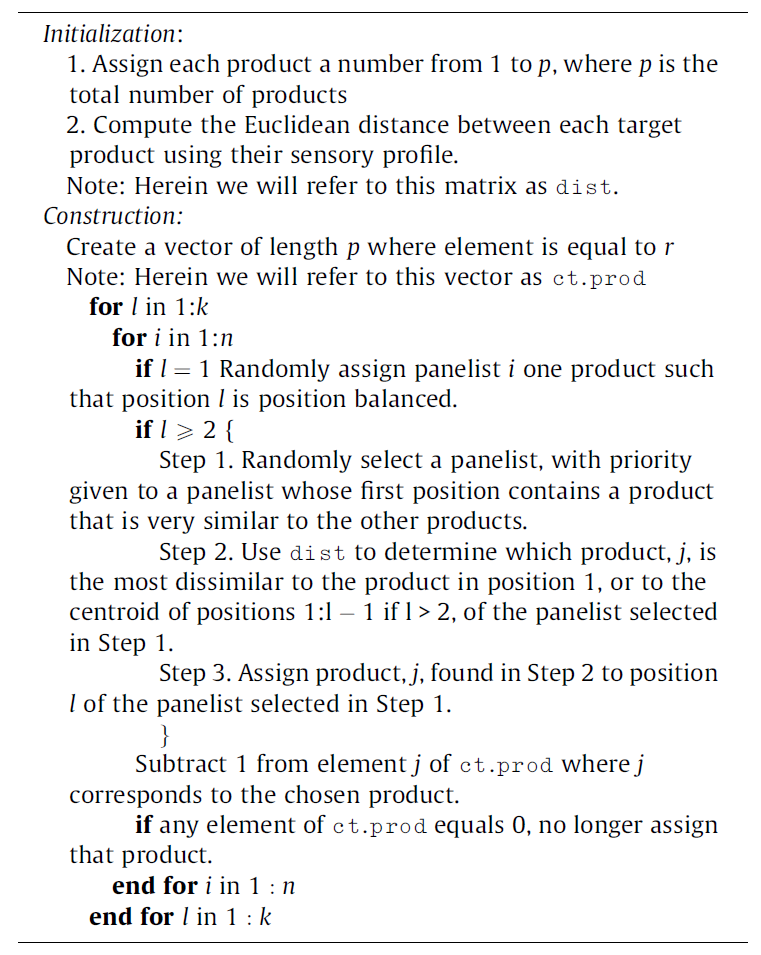 Initialization:
1. Assign each product a number from 1 to p, where p is the
total number of products
2. Compute the Euclidean distance between each target
product using their sensory profile.
Note: Herein we will refer to this matrix as dist.
Construction:
Create a vector of length p where element is equal to r
Note: Herein we will refer to this vector as ct.prod
for l in 1:k
for i in 1:n
if l = 1 Randomly assign panelist i one product such
that position l is position balanced.
if l ⩾ 2 {
Step 1. Randomly select a panelist, with priority
given to a panelist whose first position contains a product
that is very similar to the other products.
Step 2. Use dist to determine which product, j, is
the most dissimilar to the product in position 1, or to the
centroid of positions 1:l − 1 if l > 2, of the panelist selected
in Step 1.
Step 3. Assign product, j, found in Step 2 to position
l of the panelist selected in Step 1.
}
Subtract 1 from element j of ct.prod where j
corresponds to the chosen product.
if any element of ct.prod equals 0, no longer assign
that product.
end for i in 1 : n
end for l in 1 : k